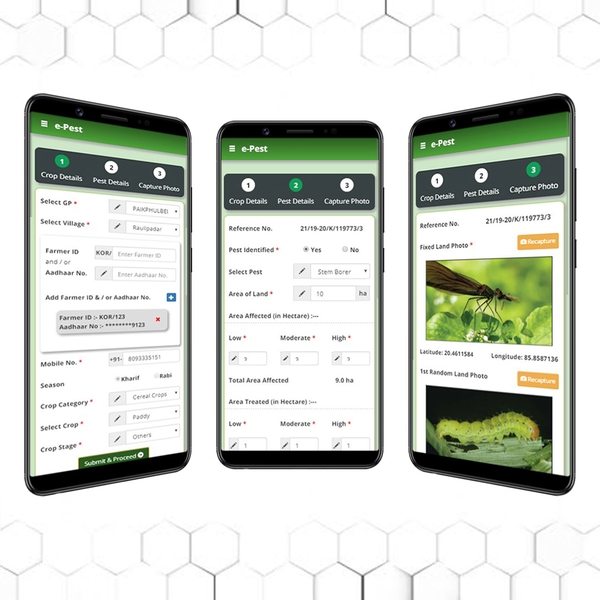 e-Pest
1
2
3
Crop Details
Pest Details
Capture Photo
Select GP *
PAIKPHULBEI
Select Village *
Raulipadar
Farmer ID
KOR/
Enter Farmer ID
and / or
Aadhaar No.
Enter Aadhaar No.
Add Farmer ID & / or Aadhaar No.
Farmer ID :- KOR/123
Aadhaar No :- ********9123
Mobile No. *
+91-
8093335151
Season
Kharif
Rabi
Crop Category *
Cereal Crops
Select Crop *
Paddy
Crop Stage *
Others
Submit & Proceed
e-Pest
1
2
3
Crop Details
Pest Details
Capture Photo
Reference No.
21/19-20/K/119773/3
Pest Identified *
Yes
No
Select Pest
Stem Borer
Area of Land *
10
ha
Area Affected (in Hectare) :---
Low *
Moderate *
High *
3
3
3
Total Area Affected
9.0 ha
Area Treated (in Hectare) :---
Low *
Moderate *
High *
1
1
1
e-Pest
1
2
3
Crop Details
Pest Details
Capture Photo
Reference No.
21/19-20/K/119773/3
Fixed Land Photo *
Recapture
Latitude: 20.4611584
Longitude: 85.8587136
1st Random Land Photo
Recapture